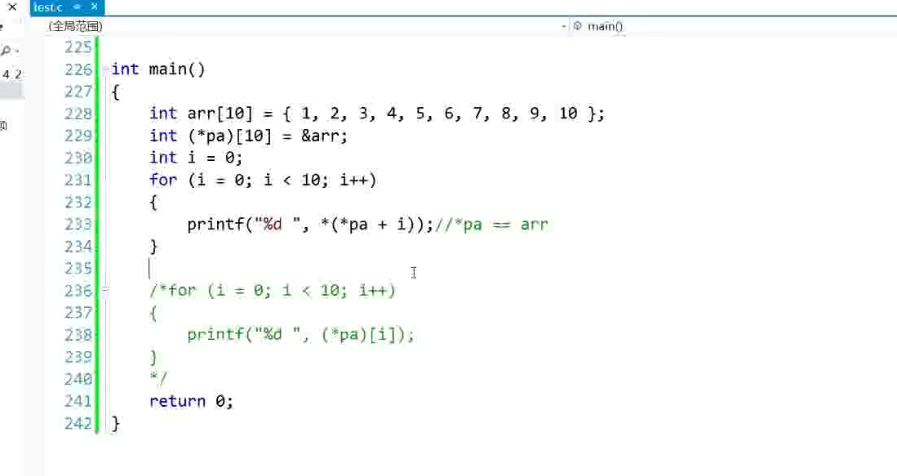 test.c
(全局范围) main()
4 2
225
226 int main()
227 {
228 int arr[10] = { 1, 2, 3, 4, 5, 6, 7, 8, 9, 10 };
229 int (*pa)[10] = &arr;
230 int i = 0;
231 for (i = 0; i < 10; i++)
232 {
233 printf("%d ", *(*pa + i));//*pa == arr
234 }
235
236 /*for (i = 0; i < 10; i++)
237 {
238 printf("%d ", (*pa)[i]);
239 }
240 */
241 return 0;
242 }